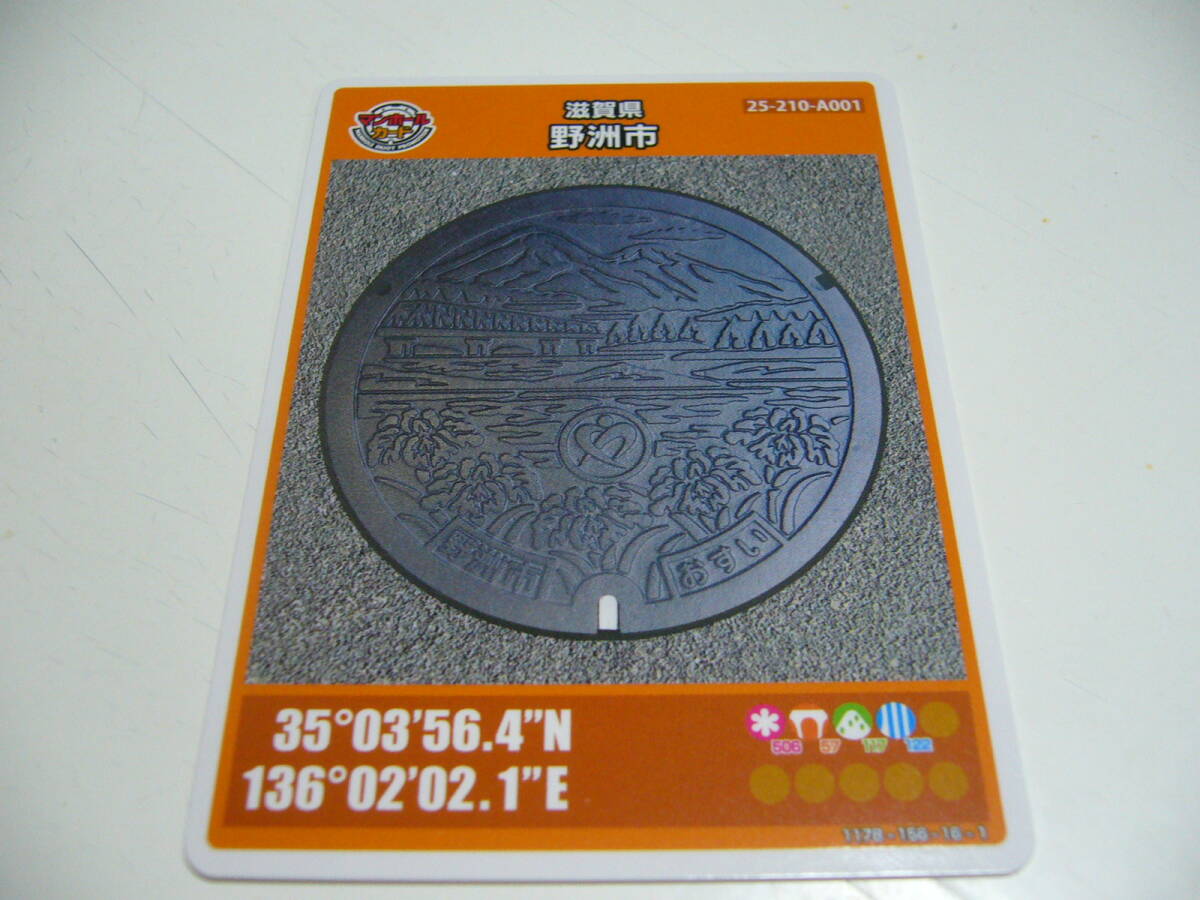 マンホール
カード
滋賀県
野洲市
25-210-A001
野洲市
おすい
35°03'56.4"N
136°02'02.1"E
506 57 117 122